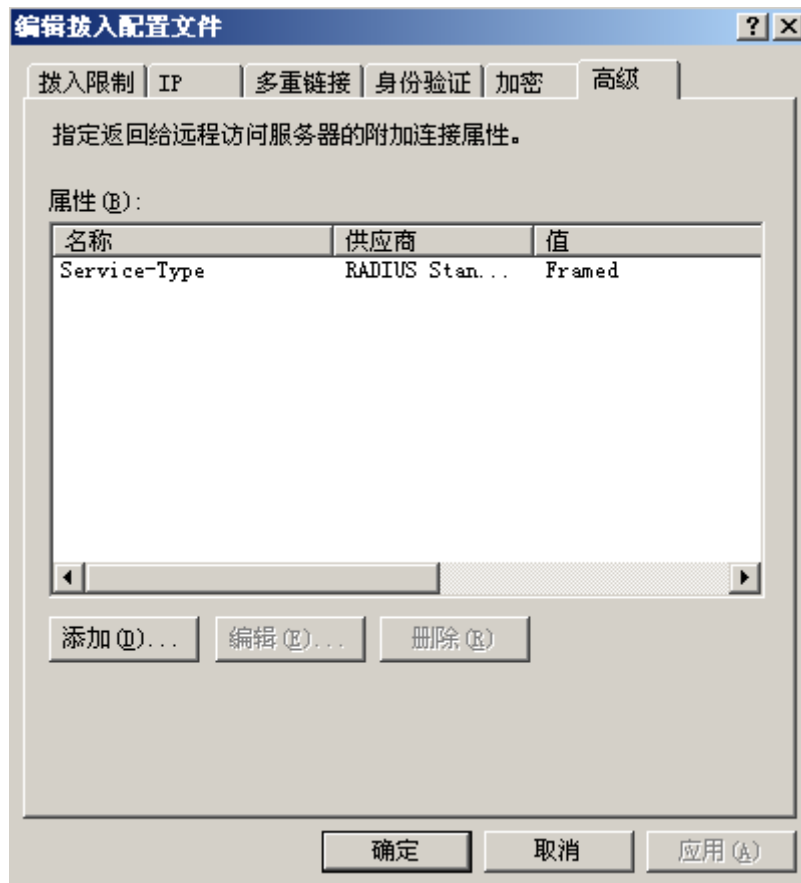 编辑拨入配置文件
拨入限制 IP 多重链接 身份验证 加密 高级
指定返回给远程访问服务器的附加连接属性。
属性(B):
名称 供应商 值
Service-Type RADIUS Stan... Framed
添加(D)... 编辑(E)... 删除(R)
确定 取消 应用(A)